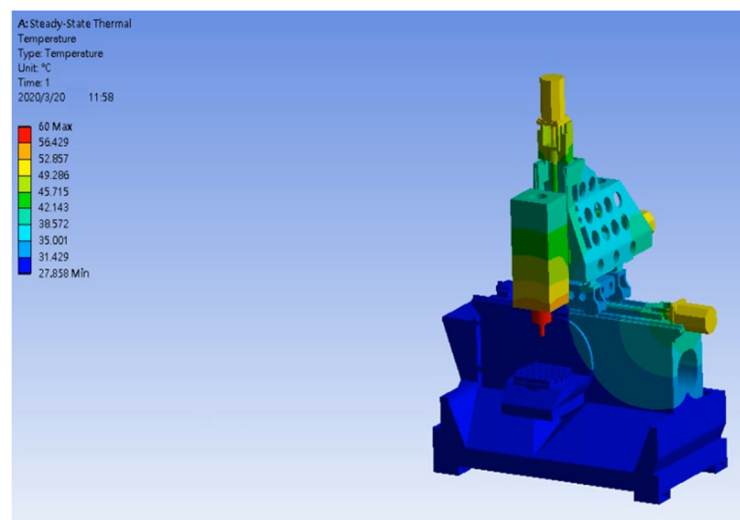 A: Steady-State Thermal
Temperature
Type: Temperature
Unit: °C
Time: 1
2020/3/20 11:58
60 Max
56.429
52.857
49.286
45.715
42.143
38.572
35.001
31.429
27.858 Min